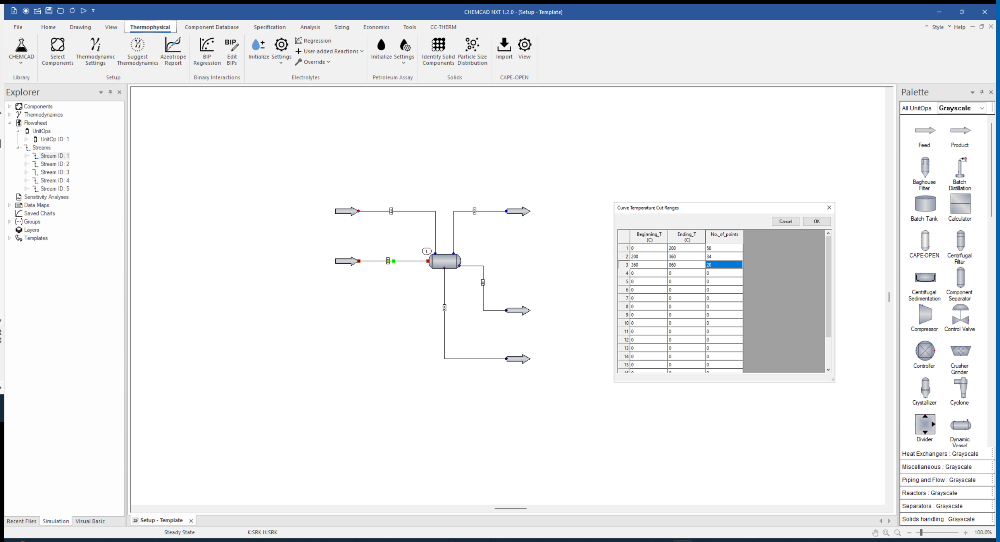 CHEMCAD NXT 1.2.0 - [Setup - Template]
File Home Drawing View Thermophysical Component Database Specification Analysis Sizing Economics Tools CC-THERM Style Help
CHEMCAD
Library
Select
Components
Thermodynamic
Settings
Suggest
Thermodynamics
Azeotrope
Report
Setup
BIP
Regression
BIP
Edit
BIPs
Binary Interactions
Initialize
Settings
Regression
User-added Reactions
Override
Electrolytes
Initialize
Settings
Petroleum Assay
Identify Solid
Components
Particle Size
Distribution
Solids
Import
View
CAPE-OPEN
Explorer
Components
Thermodynamics
Flowsheet
UnitOps
UnitOp ID: 1
Streams
Stream ID: 1
Stream ID: 2
Stream ID: 3
Stream ID: 4
Stream ID: 5
Sensitivity Analyses
Data Maps
Saved Charts
Groups
Layers
Templates
Recent Files Simulation Visual Basic
2
3
1
4
5
Curve Temperature Cut Ranges
Cancel OK
Beginning_T
(C)
Ending_T
(C)
No._of_points
1 0 200 50
2 200 360 34
3 360 860 20
4 0 0 0
5 0 0 0
6 0 0 0
7 0 0 0
8 0 0 0
9 0 0 0
10 0 0 0
11 0 0 0
12 0 0 0
13 0 0 0
14 0 0 0
15 0 0 0
Setup - Template
Palette
All UnitOps Grayscale
Feed
Product
Baghouse
Filter
Batch
Distillation
Batch Tank
Calculator
CAPE-OPEN
Centrifugal
Filter
Centrifugal
Sedimentation
Component
Separator
Compressor
Control Valve
Controller
Crusher
Grinder
Crystallizer
Cyclone
Divider
Dynamic
Vessel
Heat Exchangers : Grayscale
Miscellaneous : Grayscale
Piping and Flow : Grayscale
Reactors : Grayscale
Separators : Grayscale
Solids handling : Grayscale
Steady State
K:SRK H:SRK
100.0%